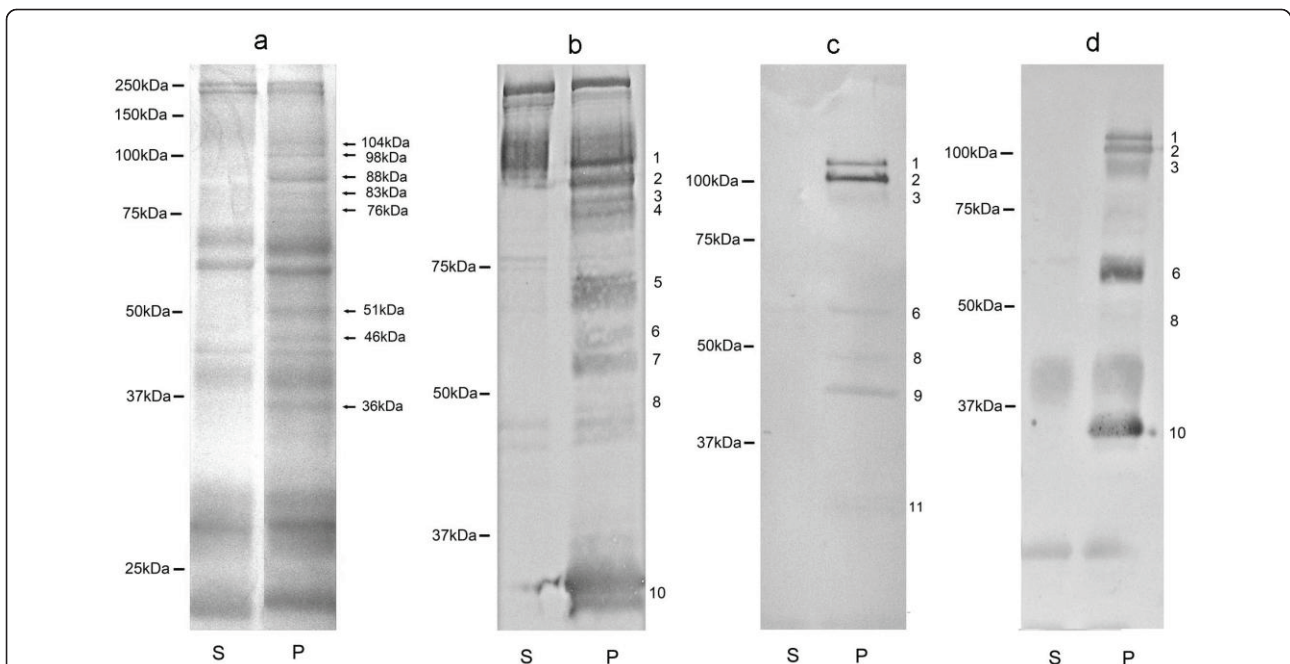 a b c d
250kDa
150kDa
100kDa
75kDa
50kDa
37kDa
25kDa
104kDa
98kDa
88kDa
83kDa
76kDa
51kDa
46kDa
36kDa
S P
75kDa
50kDa
37kDa
1
2
3
4
5
6
7
8
10
S P
100kDa
75kDa
50kDa
37kDa
1
2
3
6
8
9
11
S P
100kDa
75kDa
50kDa
37kDa
1
2
3
6
8
10
S P